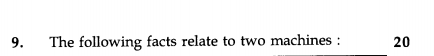 9. The following facts relate to two machines : 20